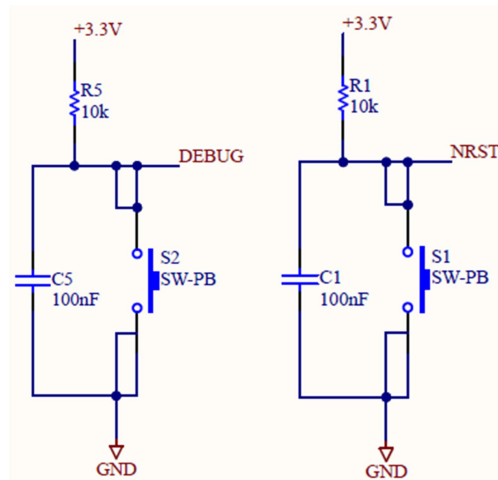 +3.3V
R5
10k
DEBUG
S2
SW-PB
C5
100nF
GND
+3.3V
R1
10k
NRST
S1
SW-PB
C1
100nF
GND